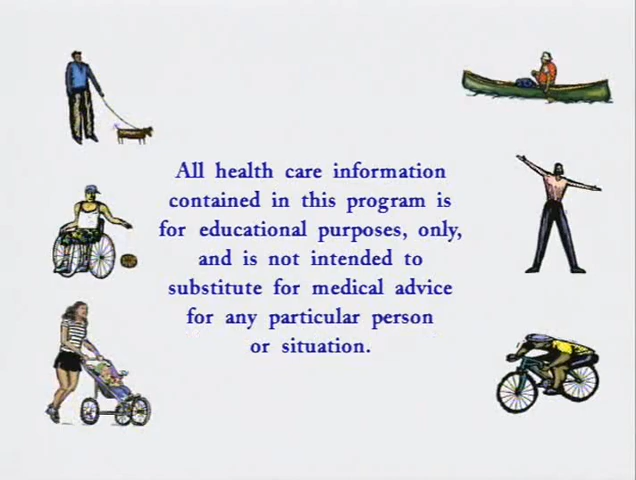 All health care information
contained in this program is
for educational purposes, only,
and is not intended to
substitute for medical advice
for any particular person
or situation.